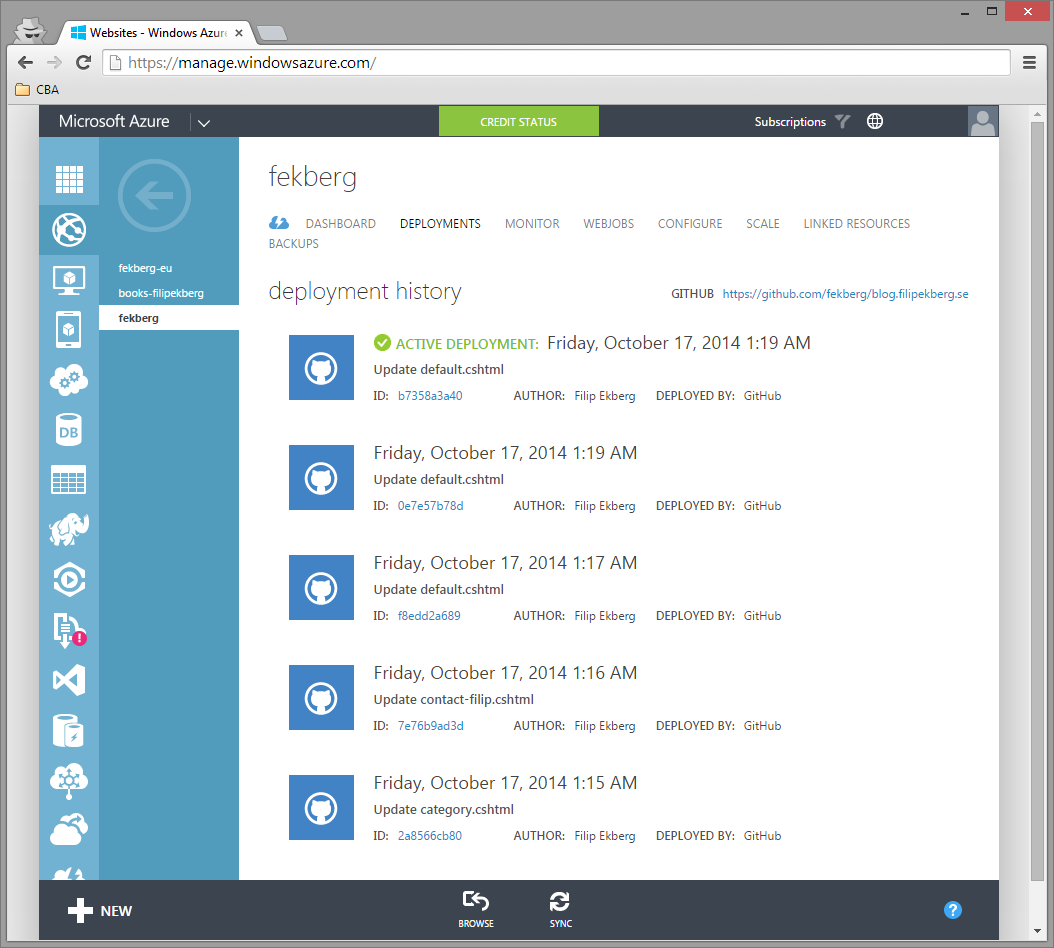 Websites - Windows Azur
https://manage.windowsazure.com/
CBA
Microsoft Azure CREDIT STATUS Subscriptions
fekberg
DASHBOARD DEPLOYMENTS MONITOR WEBJOBS CONFIGURE SCALE LINKED RESOURCES
BACKUPS
fekberg-eu
books-filipekberg
fekberg
DB
deployment history GITHUB https://github.com/fekberg/blog.filipekberg.se
ACTIVE DEPLOYMENT: Friday, October 17, 2014 1:19 AM
Update default.cshtml
ID: b7358a3a40 AUTHOR: Filip Ekberg DEPLOYED BY: GitHub
Friday, October 17, 2014 1:19 AM
Update default.cshtml
ID: 0e7e57b78d AUTHOR: Filip Ekberg DEPLOYED BY: GitHub
Friday, October 17, 2014 1:17 AM
Update default.cshtml
ID: f8edd2a689 AUTHOR: Filip Ekberg DEPLOYED BY: GitHub
Friday, October 17, 2014 1:16 AM
Update contact-filip.cshtml
ID: 7e76b9ad3d AUTHOR: Filip Ekberg DEPLOYED BY: GitHub
Friday, October 17, 2014 1:15 AM
Update category.cshtml
ID: 2a8566cb80 AUTHOR: Filip Ekberg DEPLOYED BY: GitHub
NEW BROWSE SYNC ?